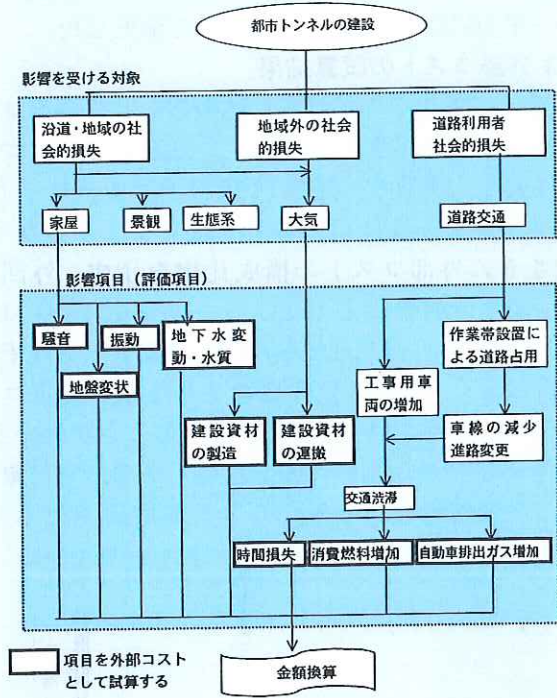 都市トンネルの建設
影響を受ける対象
沿道・地域の社
会的損失
地域外の社会
的損失
道路利用者
社会的損失
家屋
景観
生態系
大気
道路交通
影響項目（評価項目）
騒音
振動
地下水変
動・水質
地盤変状
作業帯設置に
よる道路占用
工事用車
両の増加
建設資材
の製造
建設資材
の運搬
車線の減少
進路変更
交通渋滞
時間損失
消費燃料増加
自動車排出ガス増加
項目を外部コスト
として試算する
金額換算